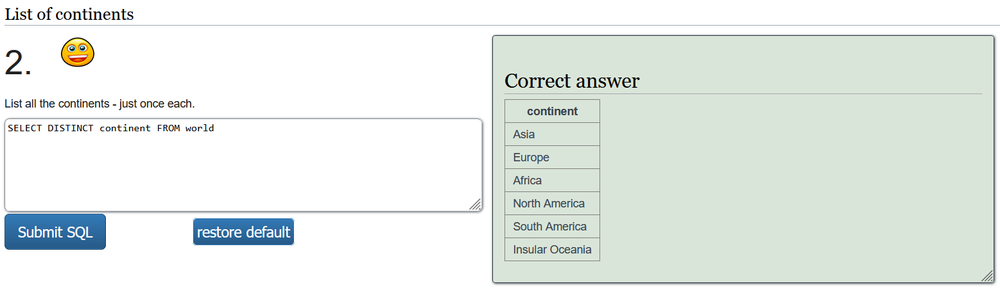 List of continents
2.
List all the continents - just once each.
SELECT DISTINCT continent FROM world
Submit SQL
restore default
Correct answer
continent
Asia
Europe
Africa
North America
South America
Insular Oceania